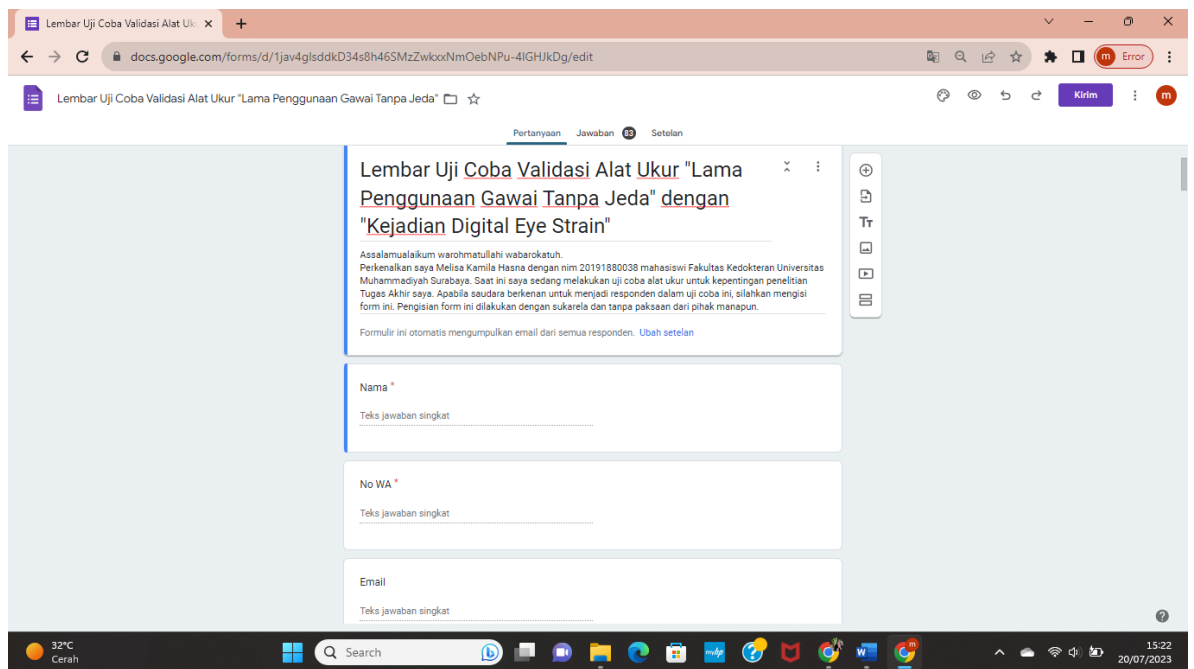 Lembar Uji Coba Validasi Alat Uk
docs.google.com/forms/d/1jav4glsddkD34s8h46SMzZwkxxNmOebNPu-4lGHJkDg/edit
m Error
Lembar Uji Coba Validasi Alat Ukur "Lama Penggunaan Gawai Tanpa Jeda"
Kirim
m
Pertanyaan Jawaban 83 Setelan
Lembar Uji Coba Validasi Alat Ukur "Lama
Penggunaan Gawai Tanpa Jeda" dengan
"Kejadian Digital Eye Strain"
Assalamualaikum warohmatullahi wabarokatuh.
Perkenalkan saya Melisa Kamila Hasna dengan nim 20191880038 mahasiswi Fakultas Kedokteran Universitas
Muhammadiyah Surabaya. Saat ini saya sedang melakukan uji coba alat ukur untuk kepentingan penelitian
Tugas Akhir saya. Apabila saudara berkenan untuk menjadi responden dalam uji coba ini, silahkan mengisi
form ini. Pengisian form ini dilakukan dengan sukarela dan tanpa paksaan dari pihak manapun.
Formulir ini otomatis mengumpulkan email dari semua responden. Ubah setelan
Tт
Nama *
Teks jawaban singkat
No WA *
Teks jawaban singkat
Email
Teks jawaban singkat
32°C
Cerah
Search
15:22
20/07/2023